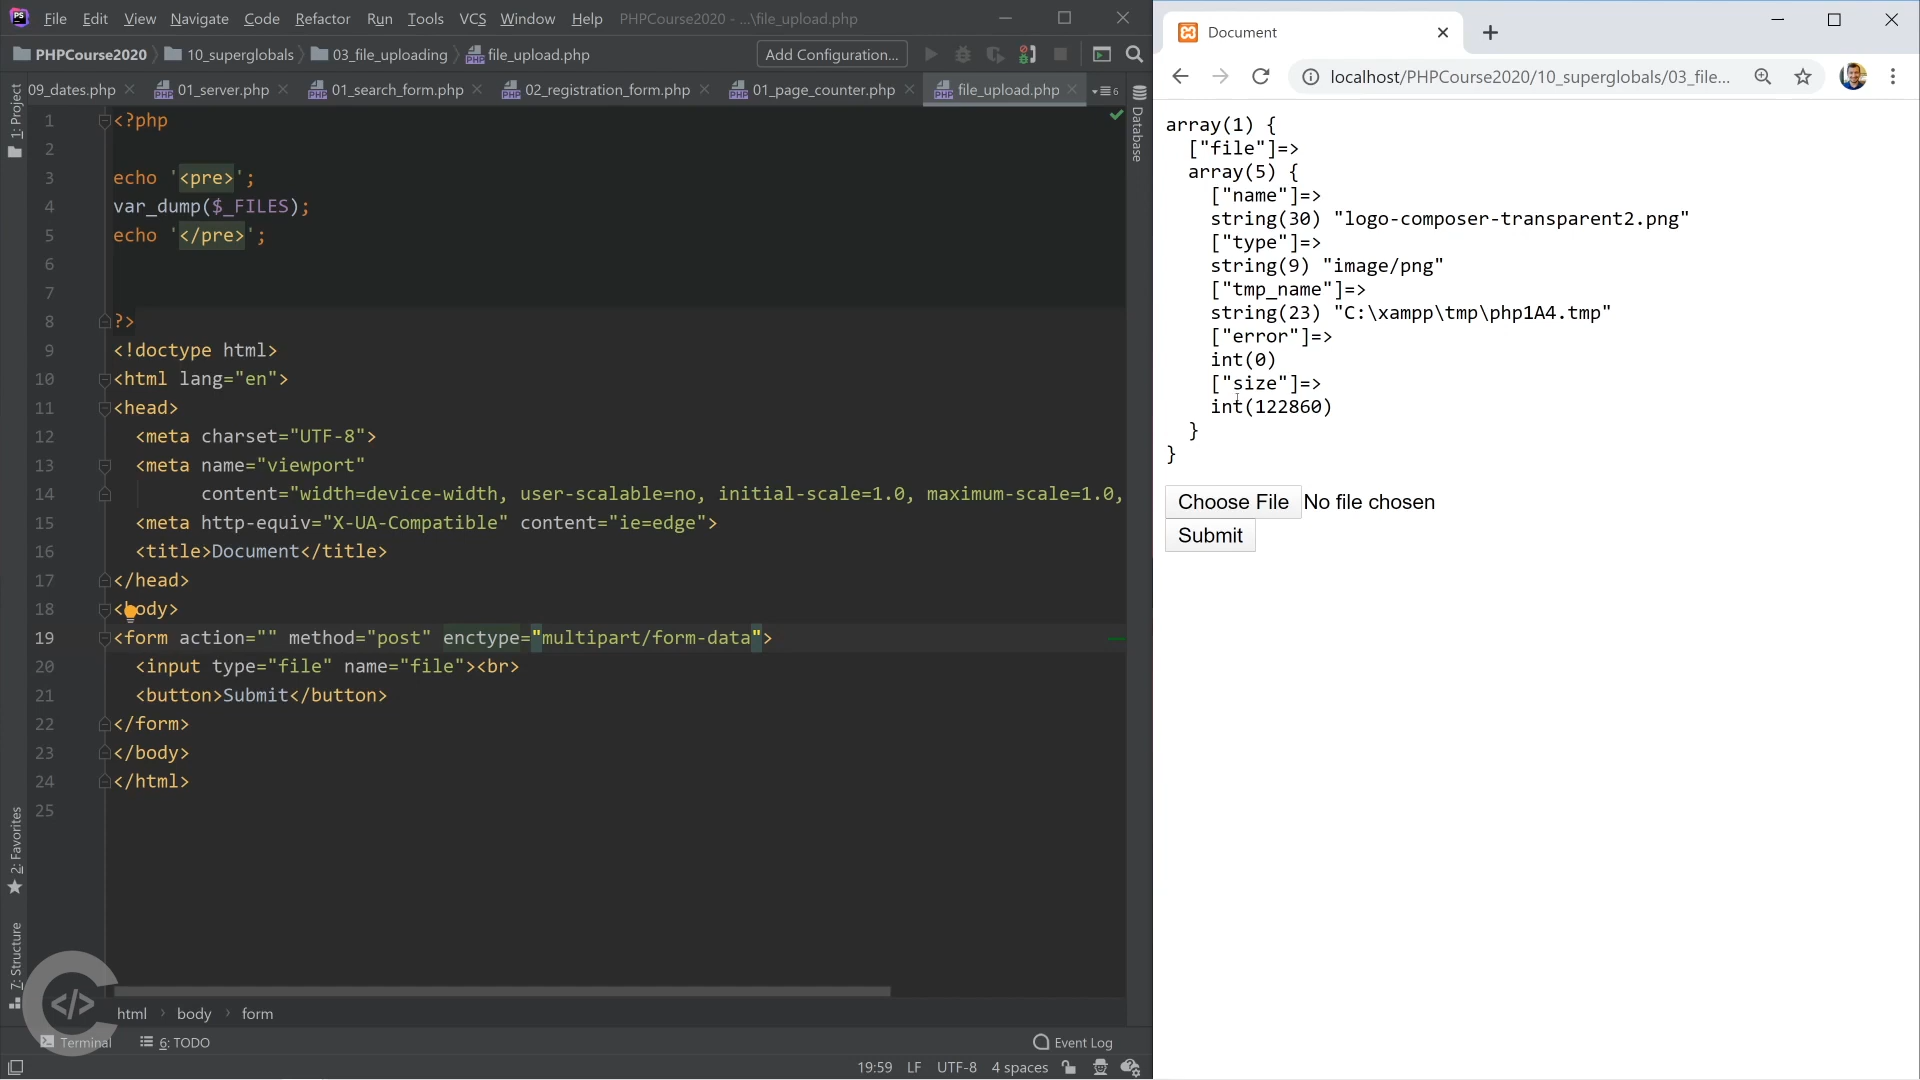 PS File Edit View Navigate Code Refactor Run Tools VCS Window Help PHPCourse2020 - ...\file_upload.php
PHPCourse2020 10_superglobals 03_file_uploading file_upload.php Add Configuration...
09_dates.php 01_server.php 01_search_form.php 02_registration_form.php 01_page_counter.php file_upload.php 6
1: Project
2: Favorites
7: Structure
Database
1 <?php
2
3 echo '<pre>';
4 var_dump($_FILES);
5 echo '</pre>';
6
7
8 ?>
9 <!doctype html>
10 <html lang="en">
11 <head>
12 <meta charset="UTF-8">
13 <meta name="viewport"
14 content="width=device-width, user-scalable=no, initial-scale=1.0, maximum-scale=1.0,
15 <meta http-equiv="X-UA-Compatible" content="ie=edge">
16 <title>Document</title>
17 </head>
18 <body>
19 <form action="" method="post" enctype="multipart/form-data">
20 <input type="file" name="file"><br>
21 <button>Submit</button>
22 </form>
23 </body>
24 </html>
25
html body form
Terminal 6: TODO Event Log
19:59 LF UTF-8 4 spaces
</>
Document
localhost/PHPCourse2020/10_superglobals/03_file...
array(1) {
["file"]=>
array(5) {
["name"]=>
string(30) "logo-composer-transparent2.png"
["type"]=>
string(9) "image/png"
["tmp_name"]=>
string(23) "C:\xampp\tmp\php1A4.tmp"
["error"]=>
int(0)
["size"]=>
int(122860)
}
}
Choose File No file chosen
Submit